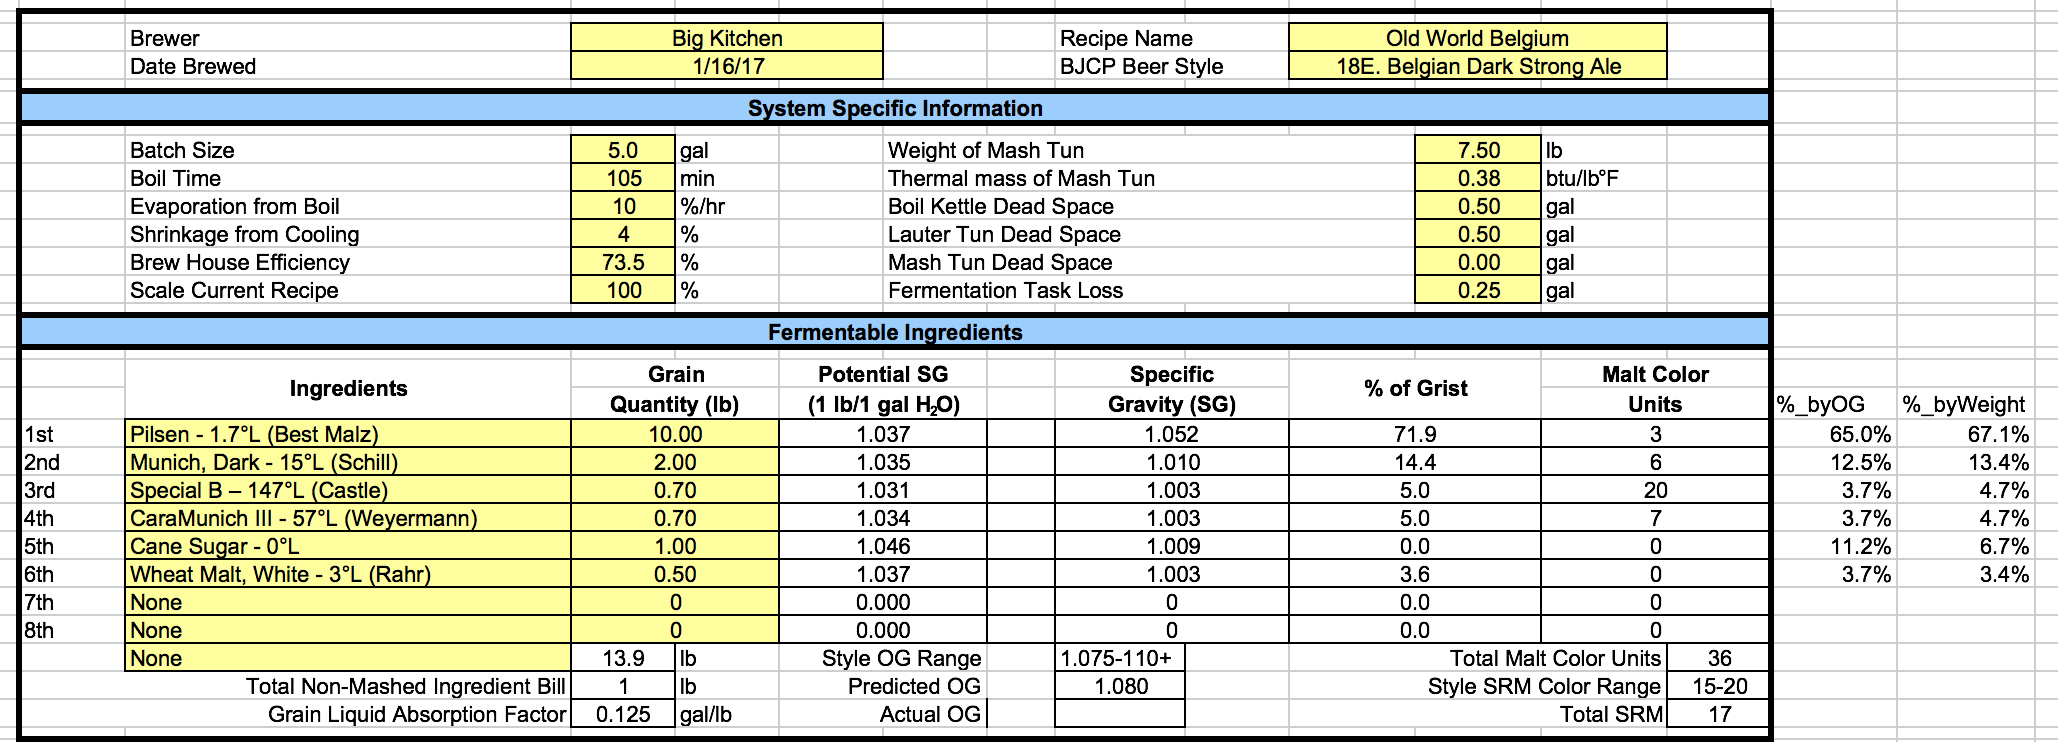 Brewer Big Kitchen Recipe Name Old World Belgium
Date Brewed 1/16/17 BJCP Beer Style 18E. Belgian Dark Strong Ale
System Specific Information
Batch Size 5.0 gal Weight of Mash Tun 7.50 lb
Boil Time 105 min Thermal mass of Mash Tun 0.38 btu/lb°F
Evaporation from Boil 10 %/hr Boil Kettle Dead Space 0.50 gal
Shrinkage from Cooling 4 % Lauter Tun Dead Space 0.50 gal
Brew House Efficiency 73.5 % Mash Tun Dead Space 0.00 gal
Scale Current Recipe 100 % Fermentation Task Loss 0.25 gal
Fermentable Ingredients
Ingredients Grain Potential SG Specific % of Grist Malt Color
Quantity (lb) (1 lb/1 gal H₂O) Gravity (SG) Units %_byOG %_byWeight
1st Pilsen - 1.7°L (Best Malz) 10.00 1.037 1.052 71.9 3 65.0% 67.1%
2nd Munich, Dark - 15°L (Schill) 2.00 1.035 1.010 14.4 6 12.5% 13.4%
3rd Special B – 147°L (Castle) 0.70 1.031 1.003 5.0 20 3.7% 4.7%
4th CaraMunich III - 57°L (Weyermann) 0.70 1.034 1.003 5.0 7 3.7% 4.7%
5th Cane Sugar - 0°L 1.00 1.046 1.009 0.0 0 11.2% 6.7%
6th Wheat Malt, White - 3°L (Rahr) 0.50 1.037 1.003 3.6 0 3.7% 3.4%
7th None 0 0.000 0 0.0 0
8th None 0 0.000 0 0.0 0
None 13.9 lb Style OG Range 1.075-110+ Total Malt Color Units 36
Total Non-Mashed Ingredient Bill 1 lb Predicted OG 1.080 Style SRM Color Range 15-20
Grain Liquid Absorption Factor 0.125 gal/lb Actual OG Total SRM 17